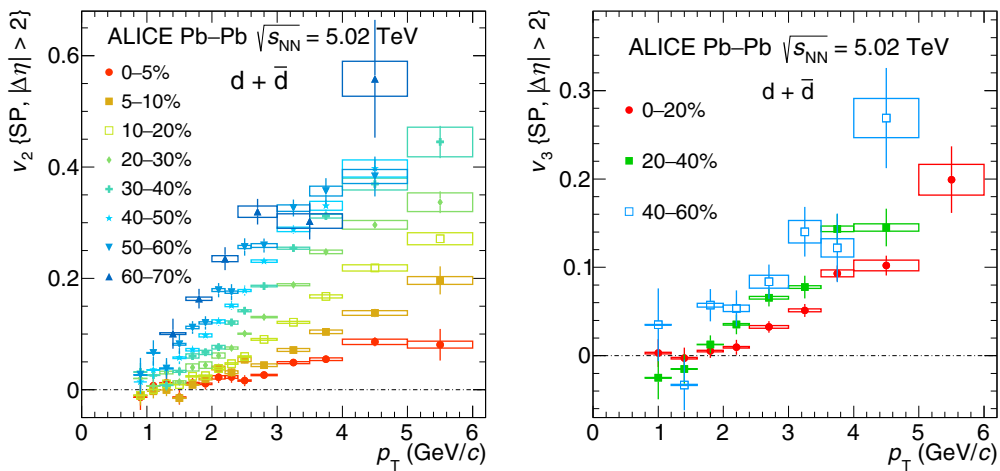 ALICE Pb–Pb √sNN = 5.02 TeV
d + d̄
0–5%
5–10%
10–20%
20–30%
30–40%
40–50%
50–60%
60–70%
v2 {SP, |Δη| > 2}
0.6
0.4
0.2
0
0 1 2 3 4 5 6
pT (GeV/c)
ALICE Pb–Pb √sNN = 5.02 TeV
d + d̄
0–20%
20–40%
40–60%
v3 {SP, |Δη| > 2}
0.3
0.2
0.1
0
0 1 2 3 4 5 6
pT (GeV/c)